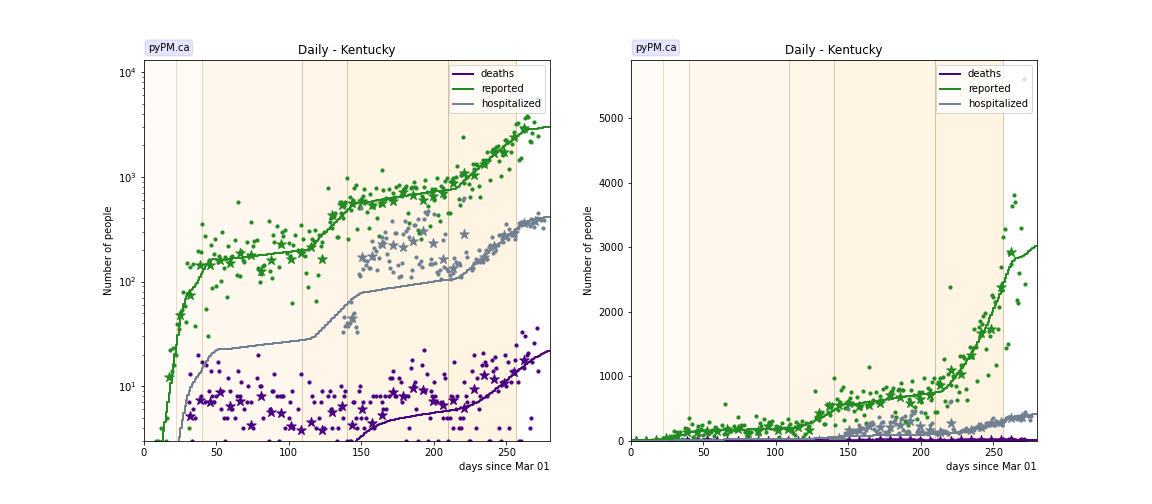 pyPM.ca
Daily - Kentucky
deaths
reported
hospitalized
Number of people
10⁴
10³
10²
10¹
0 50 100 150 200 250
days since Mar 01
pyPM.ca
Daily - Kentucky
deaths
reported
hospitalized
Number of people
5000
4000
3000
2000
1000
0
0 50 100 150 200 250
days since Mar 01